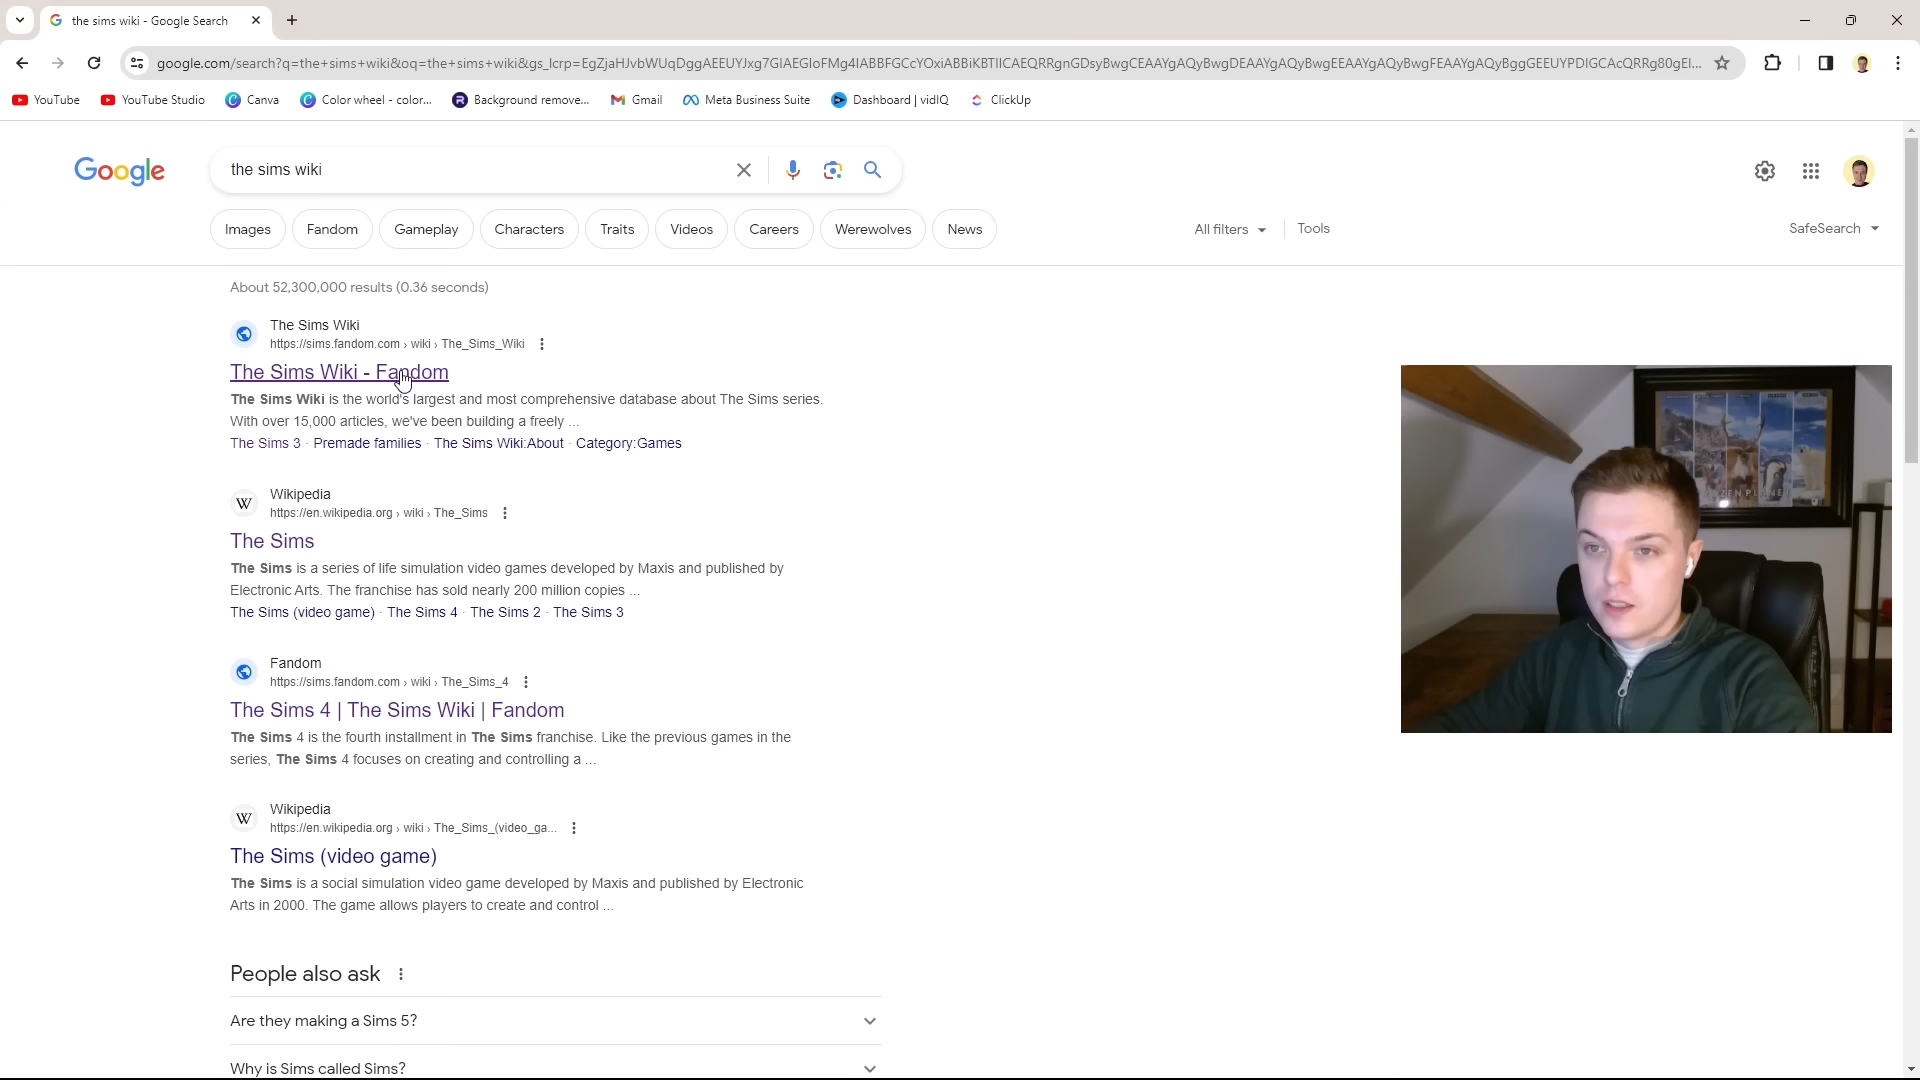 the sims wiki - Google Search
google.com/search?q=the+sims+wiki&oq=the+sims+wiki&gs_lcrp=
YouTube YouTube Studio Canva Color wheel - color... Background remove... Gmail Meta Business Suite Dashboard | vidIQ ClickUp
Google the sims wiki
Images Fandom Gameplay Characters Traits Videos Careers Werewolves News All filters Tools SafeSearch
About 52,300,000 results (0.36 seconds)
The Sims Wiki
https://sims.fandom.com › wiki › The_Sims_Wiki
The Sims Wiki - Fandom
The Sims Wiki is the world's largest and most comprehensive database about The Sims series.
With over 15,000 articles, we've been building a freely ...
The Sims 3 · Premade families · The Sims Wiki:About · Category:Games
W Wikipedia
https://en.wikipedia.org › wiki › The_Sims
The Sims
The Sims is a series of life simulation video games developed by Maxis and published by
Electronic Arts. The franchise has sold nearly 200 million copies ...
The Sims (video game) · The Sims 4 · The Sims 2 · The Sims 3
Fandom
https://sims.fandom.com › wiki › The_Sims_4
The Sims 4 | The Sims Wiki | Fandom
The Sims 4 is the fourth installment in The Sims franchise. Like the previous games in the
series, The Sims 4 focuses on creating and controlling a ...
W Wikipedia
https://en.wikipedia.org › wiki › The_Sims_(video_ga...
The Sims (video game)
The Sims is a social simulation video game developed by Maxis and published by Electronic
Arts in 2000. The game allows players to create and control ...
People also ask
Are they making a Sims 5?
Why is Sims called Sims?